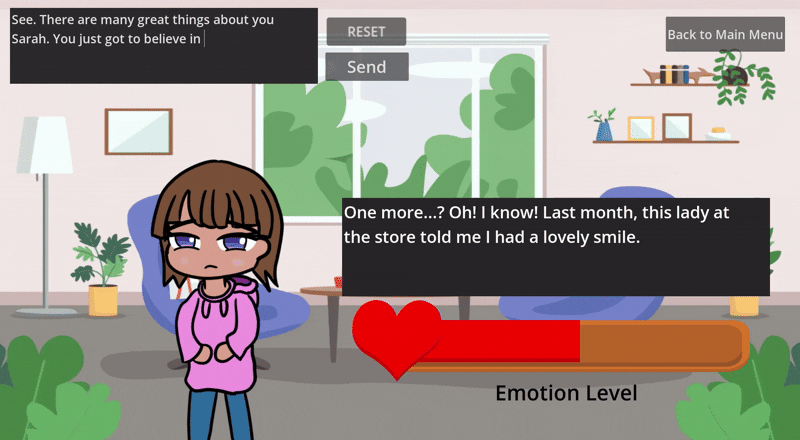 See. There are many great things about you
Sarah. You just got to believe in
RESET
Send
Back to Main Menu
One more...? Oh! I know! Last month, this lady at
the store told me I had a lovely smile.
Emotion Level